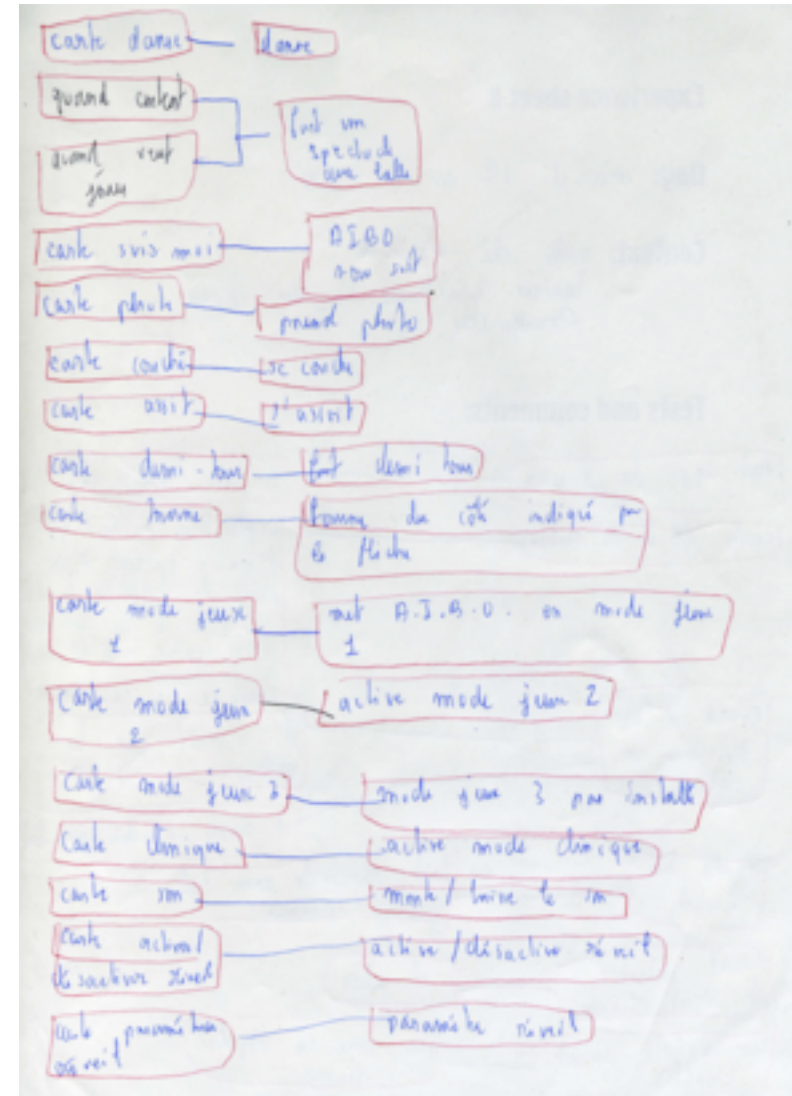 carte danse danse
quand content
fait son
spectacle
avec balle
quand veut
jouer
carte suis moi A I B O
nous suit
carte photo prend photo
carte couché se couche
carte assit s'assoit
carte demi-tour fait demi tour
carte tourne tourne du côté indiqué par
la flèche
carte mode jeux met A.I.B.O. en mode jeux
1 1
carte mode jeux active mode jeux 2
2
carte mode jeux 3 mode jeux 3 pas installé
carte clinique active mode clinique
carte son monte/baisse le son
carte activer/ active/désactive réveil
désactiver réveil
carte paramètre paramètre réveil
réveil